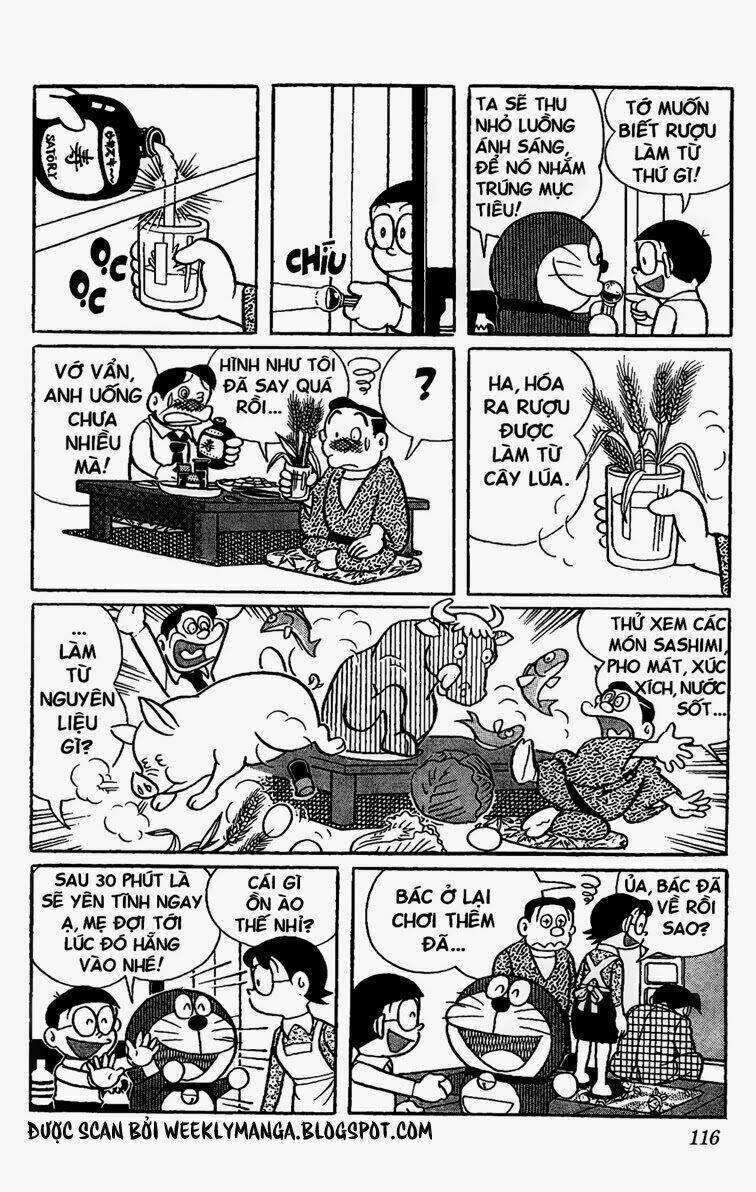 SATORY
寿
ỌC
ỌC
CHÍU
TA SẼ THU
NHỎ LUỒNG
ÁNH SÁNG,
ĐỂ NÓ NHẮM
TRÚNG MỤC
TIÊU!
TỚ MUỐN
BIẾT RƯỢU
LÀM TỪ
THỨ GÌ!
VỚ VẨN,
ANH UỐNG
CHƯA
NHIỀU
MÀ!
HÌNH NHƯ TÔI
ĐÃ SAY QUÁ
RỒI...
?
HA, HÓA
RA RƯỢU
ĐƯỢC
LÀM TỪ
CÂY LÚA.
...
LÀM
TỪ
NGUYÊN
LIỆU
GÌ?
THỬ XEM CÁC
MÓN SASHIMI,
PHO MÁT, XÚC
XÍCH, NƯỚC
SỐT...
SAU 30 PHÚT LÀ
SẼ YÊN TĨNH NGAY
Ạ, MẸ ĐỢI TỚI
LÚC ĐÓ HẴNG
VÀO NHÉ!
CÁI GÌ
ỒN ÀO
THẾ NHỈ?
BÁC Ở LẠI
CHƠI THÊM
ĐÃ...
ỦA, BÁC ĐÃ
VỀ RỒI
SAO?
ĐƯỢC SCAN BỞI WEEKLYMANGA.BLOGSPOT.COM
116